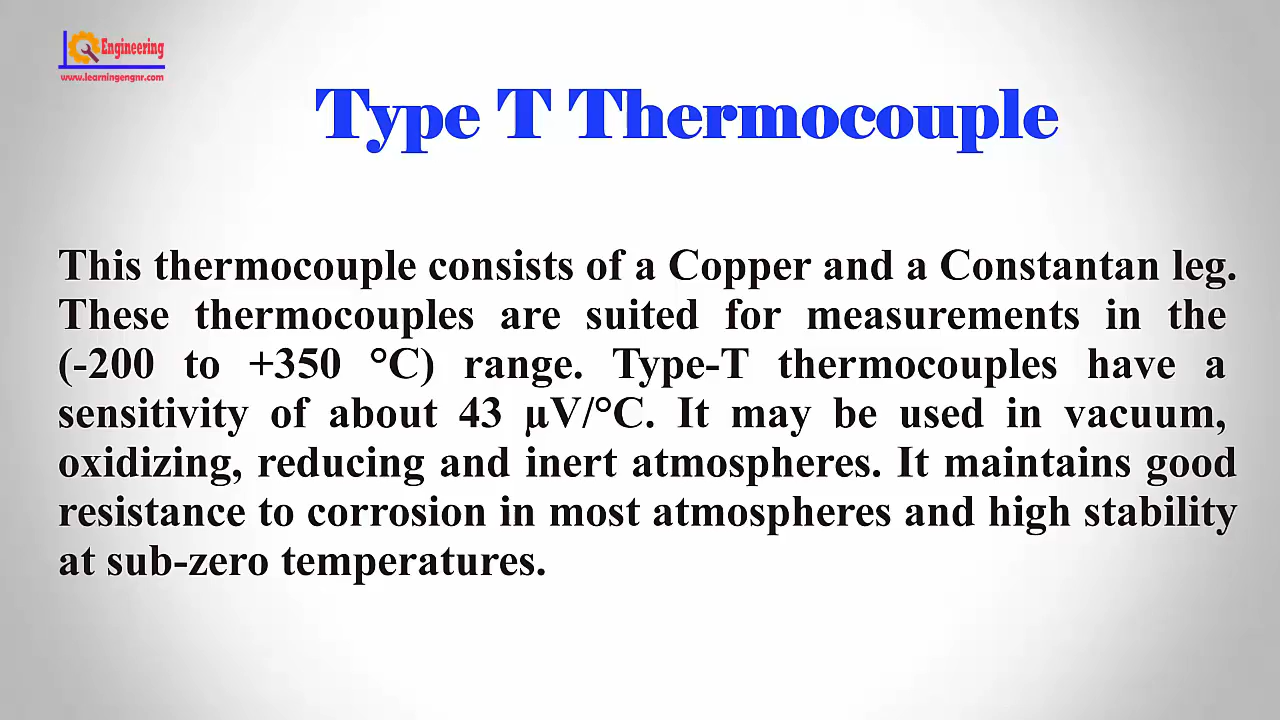 Engineering
www.learningengnr.com
Type T Thermocouple
This thermocouple consists of a Copper and a Constantan leg.
These thermocouples are suited for measurements in the
(-200 to +350 °C) range. Type-T thermocouples have a
sensitivity of about 43 µV/°C. It may be used in vacuum,
oxidizing, reducing and inert atmospheres. It maintains good
resistance to corrosion in most atmospheres and high stability
at sub-zero temperatures.